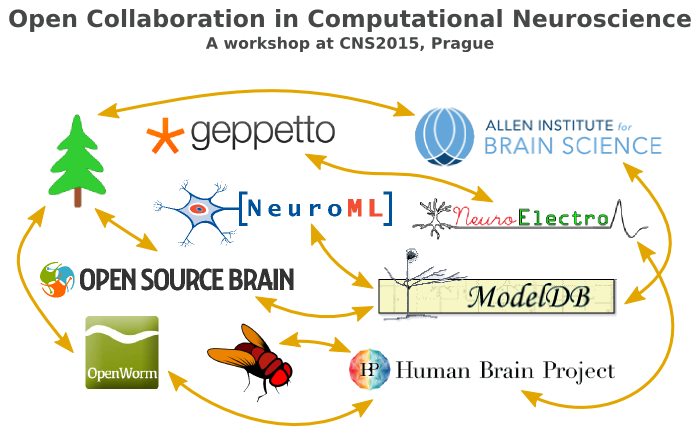 Open Collaboration in Computational Neuroscience
A workshop at CNS2015, Prague
geppetto
ALLEN INSTITUTE for
BRAIN SCIENCE
[NeuroML]
NeuroElectro
OPEN SOURCE BRAIN
ModelDB
OpenWorm
HP
Human Brain Project